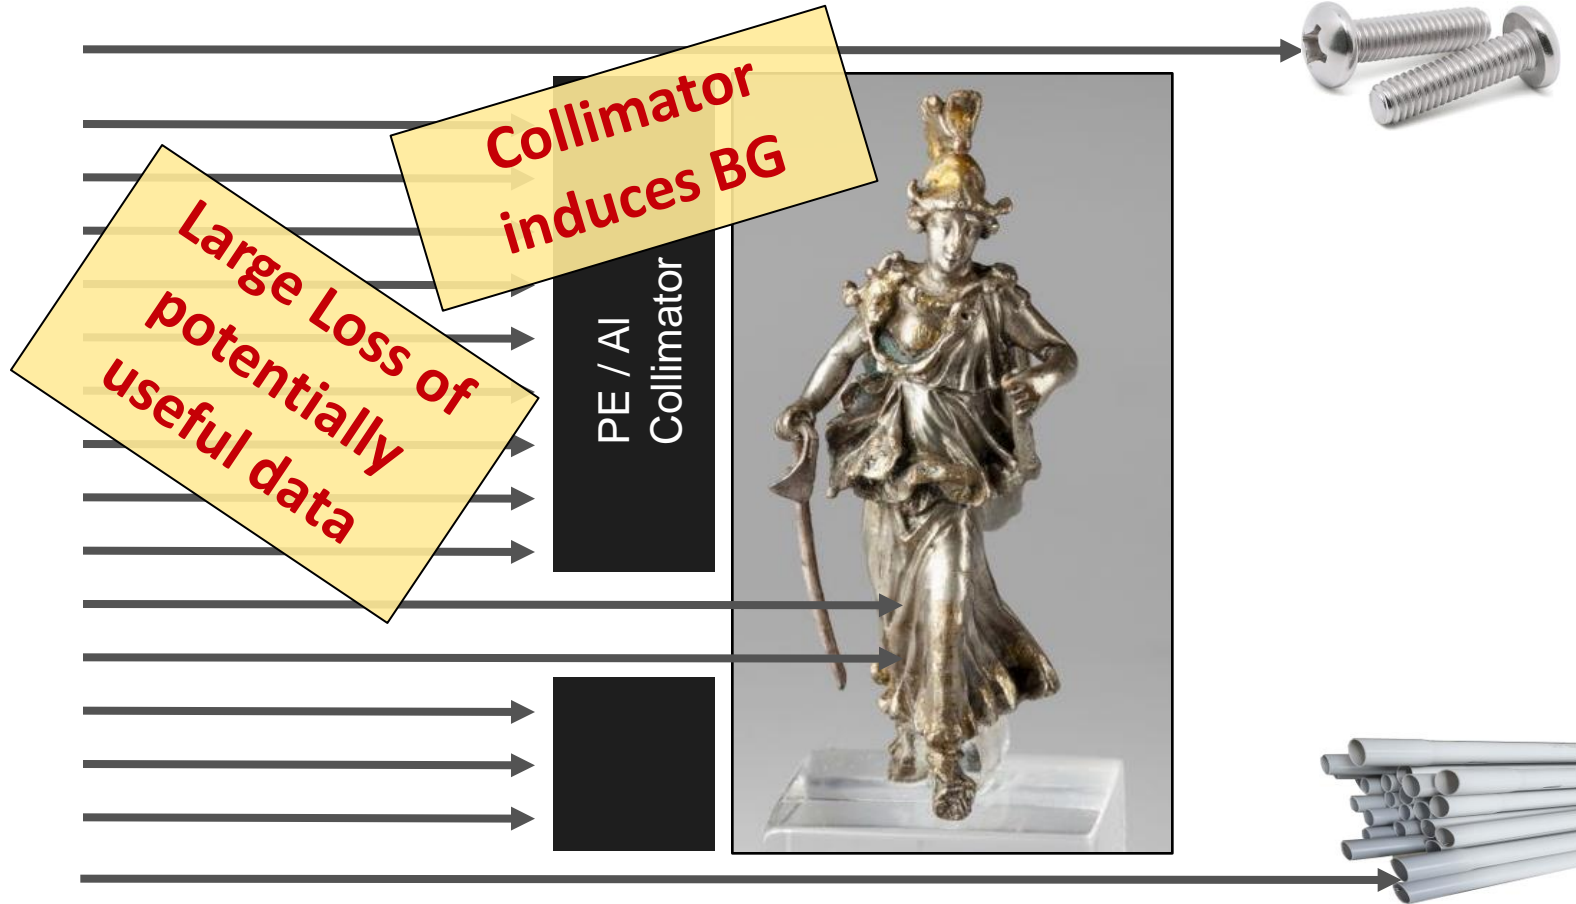 Collimator
induces BG
Large Loss of
potentially
useful data
PE / Al
Collimator